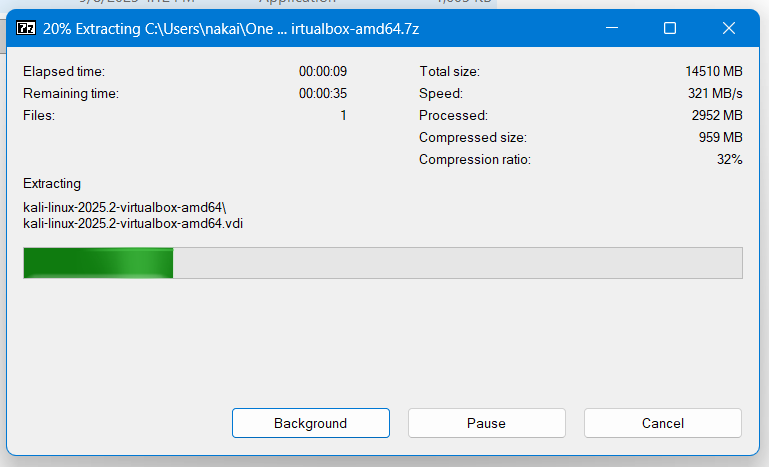 7z 20% Extracting C:\Users\nakai\One ... irtualbox-amd64.7z
Elapsed time: 00:00:09
Remaining time: 00:00:35
Files: 1
Total size: 14510 MB
Speed: 321 MB/s
Processed: 2952 MB
Compressed size: 959 MB
Compression ratio: 32%
Extracting
kali-linux-2025.2-virtualbox-amd64\
kali-linux-2025.2-virtualbox-amd64.vdi
Background Pause Cancel